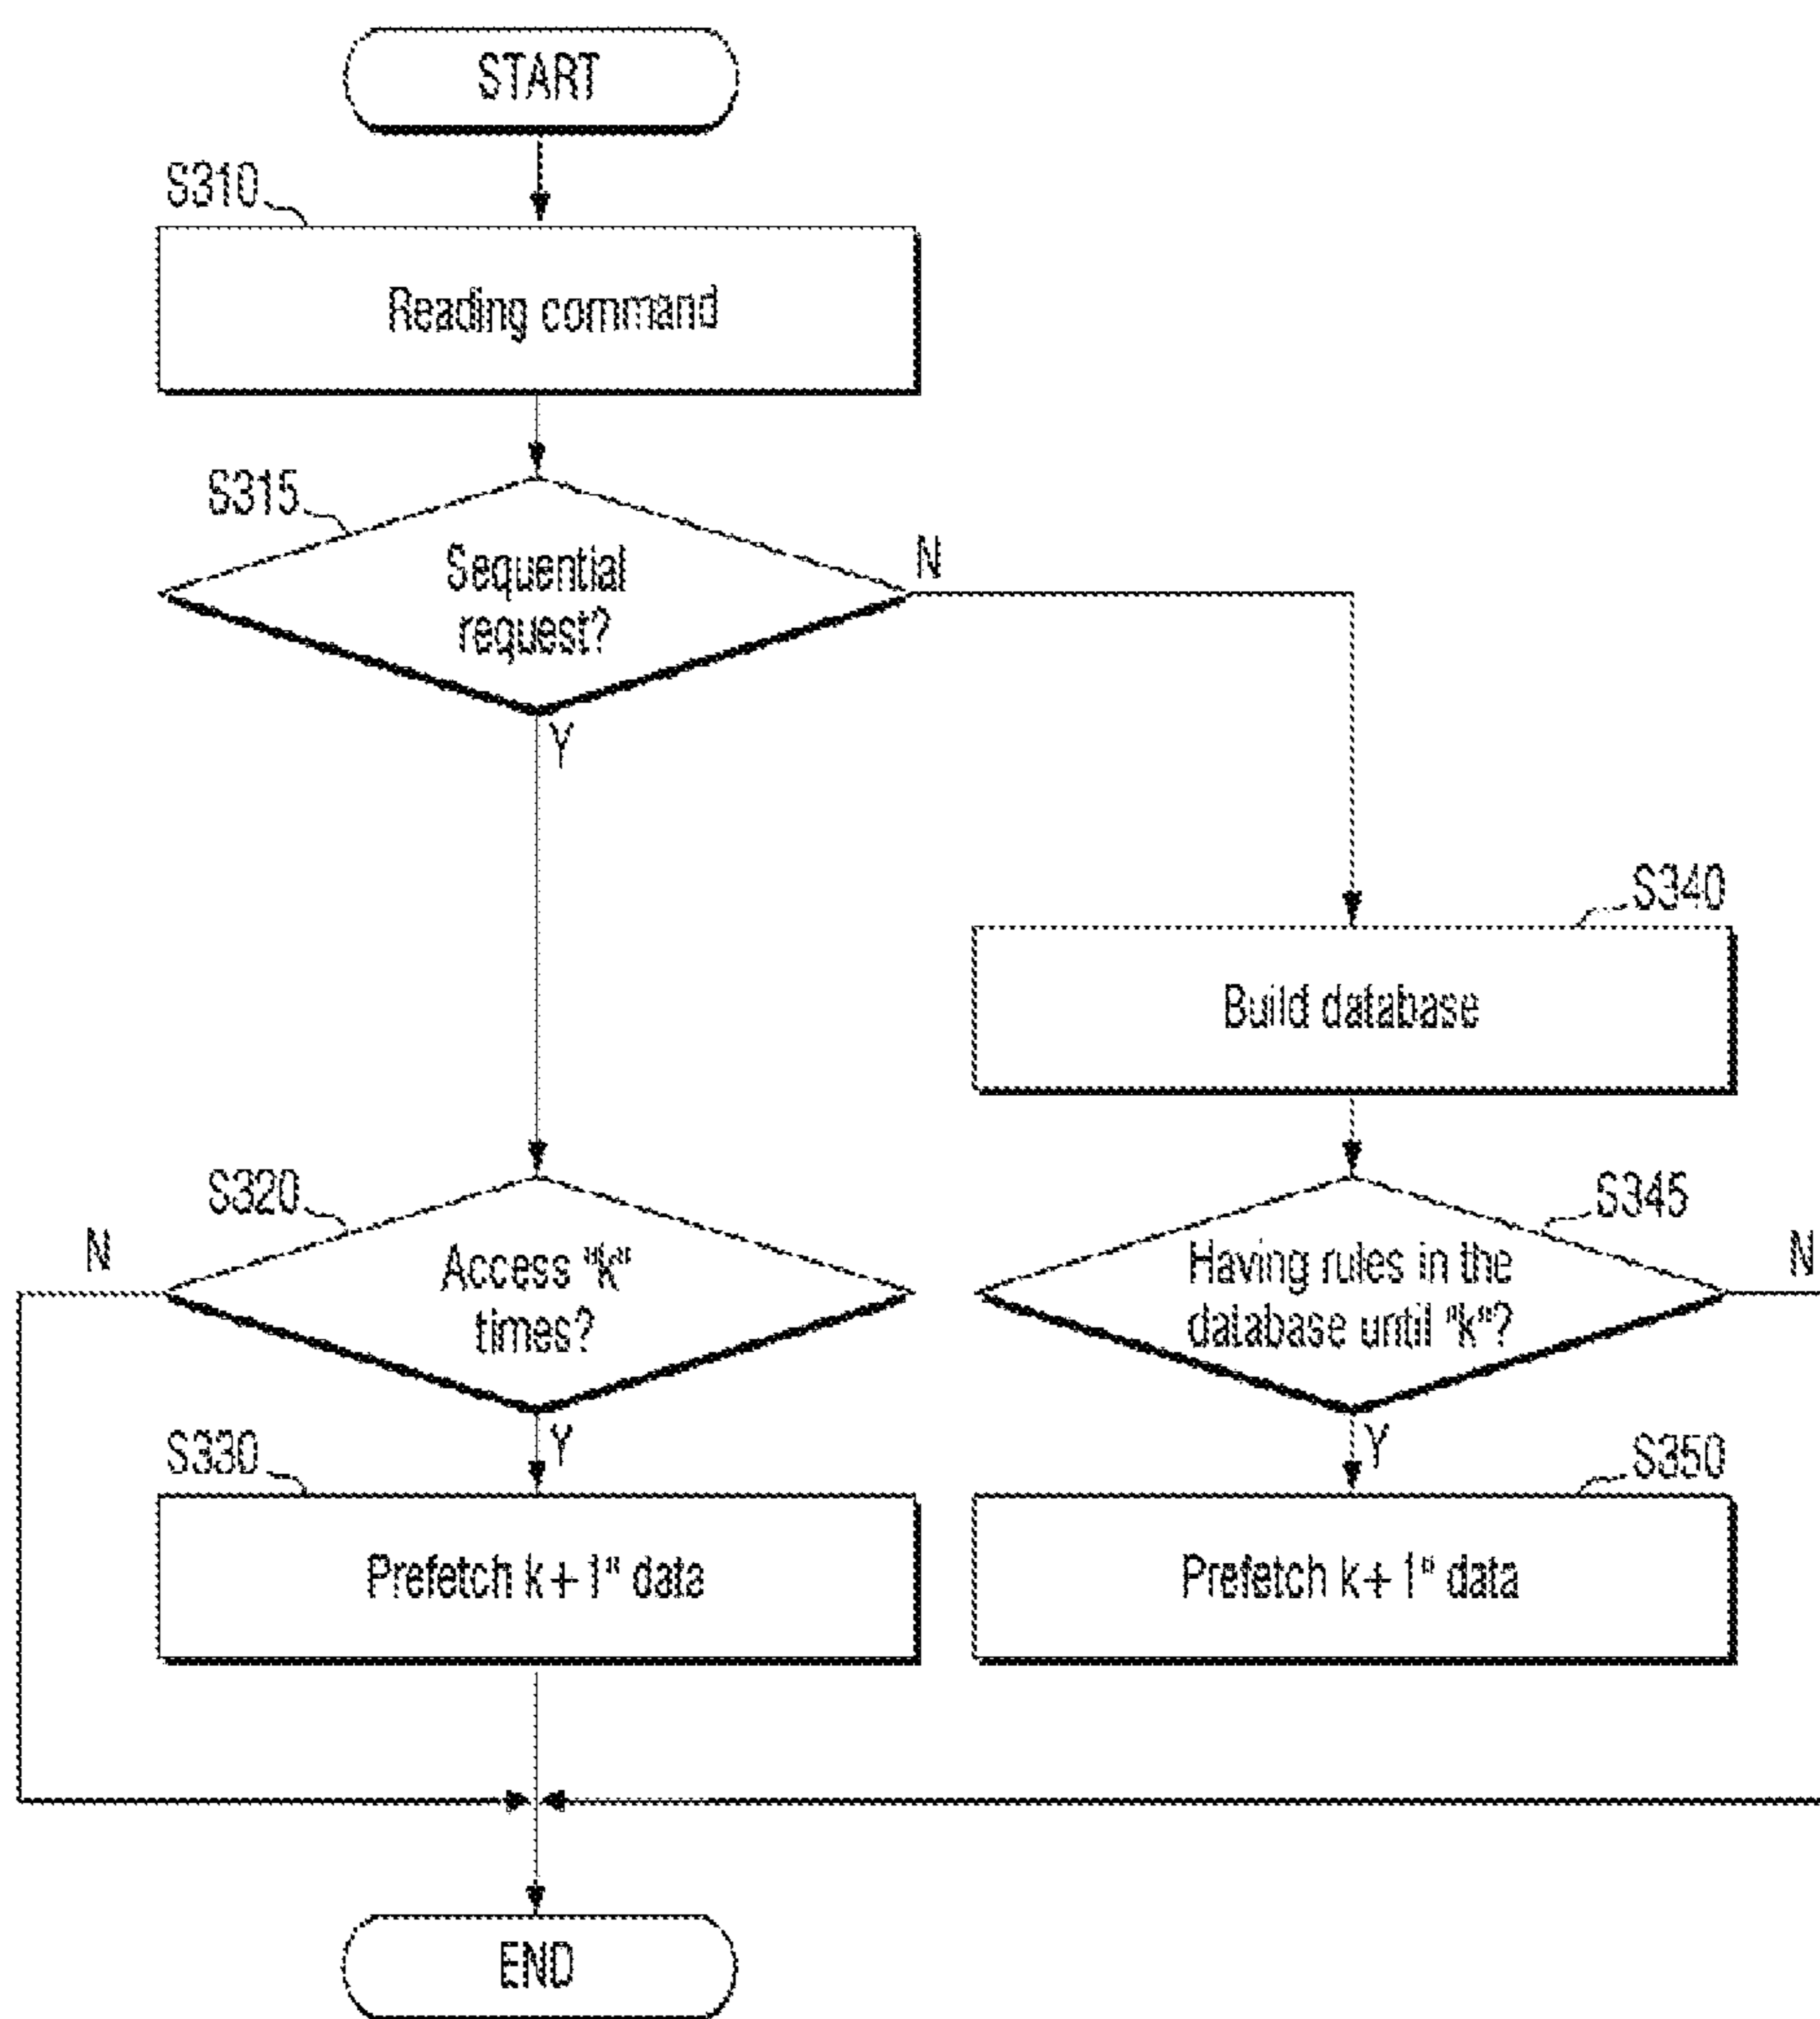 START
S310
Reading command
S315
Sequential
request?
N
Y
S340
Build database
S320
N
Access "k"
times?
Y
S345
Having rules in the
database until "k"?
N
Y
S330
Prefetch k+1" data
S350
Prefetch k+1" data
END